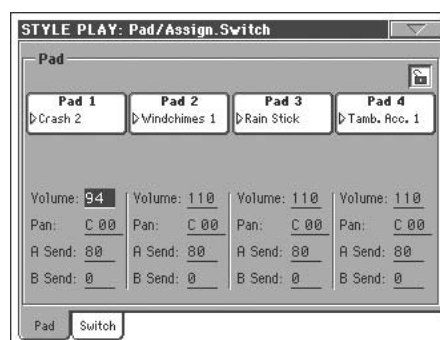 STYLE PLAY: Pad/Assign.Switch
Pad
Pad 1 Pad 2 Pad 3 Pad 4
Crash 2 Windchimes 1 Rain Stick Tamb. Acc. 1
Volume: 94 Volume: 110 Volume: 110 Volume: 110
Pan: C 00 Pan: C 00 Pan: C 00 Pan: C 00
A Send: 80 A Send: 80 A Send: 80 A Send: 80
B Send: 0 B Send: 0 B Send: 0 B Send: 0
Pad Switch